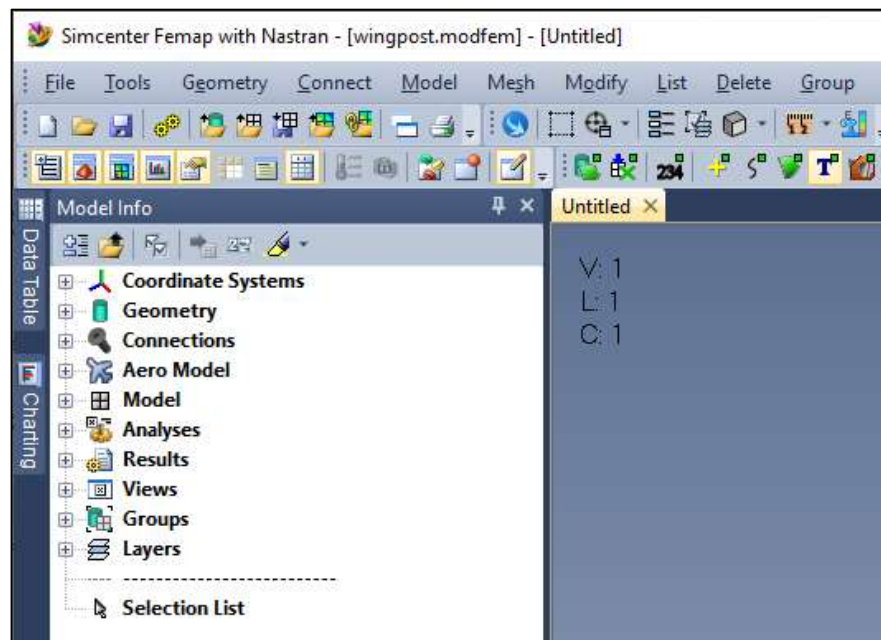 Simcenter Femap with Nastran - [wingpost.modfem] - [Untitled]
File Tools Geometry Connect Model Mesh Modify List Delete Group
234 T
Model Info
Untitled
Data Table
Charting
Coordinate Systems
Geometry
Connections
Aero Model
Model
Analyses
Results
Views
Groups
Layers
Selection List
V: 1
L: 1
C: 1